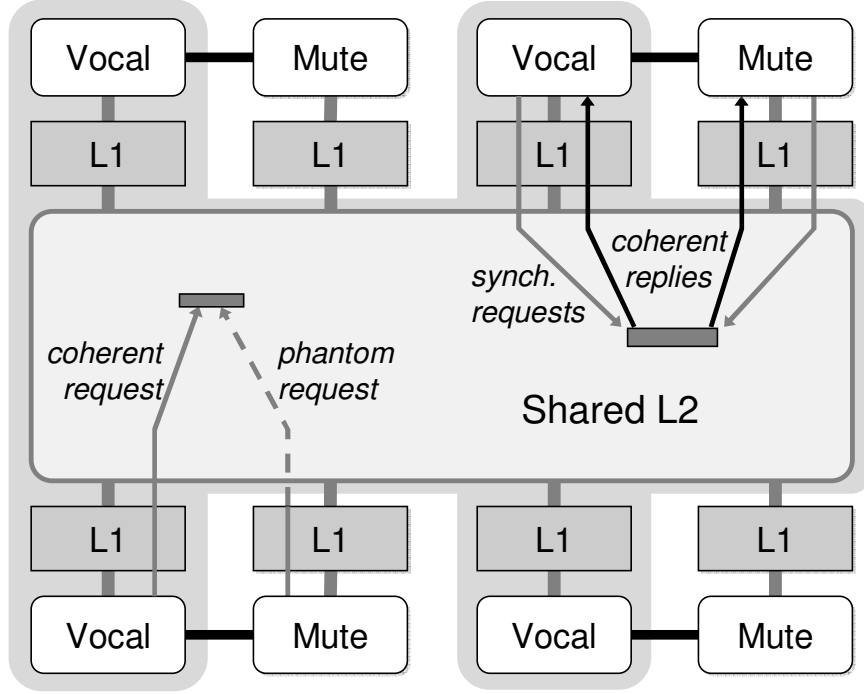 Vocal Mute Vocal Mute
L1 L1 L1 L1
synch.
requests
coherent
replies
coherent
request
phantom
request
Shared L2
L1 L1 L1 L1
Vocal Mute Vocal Mute